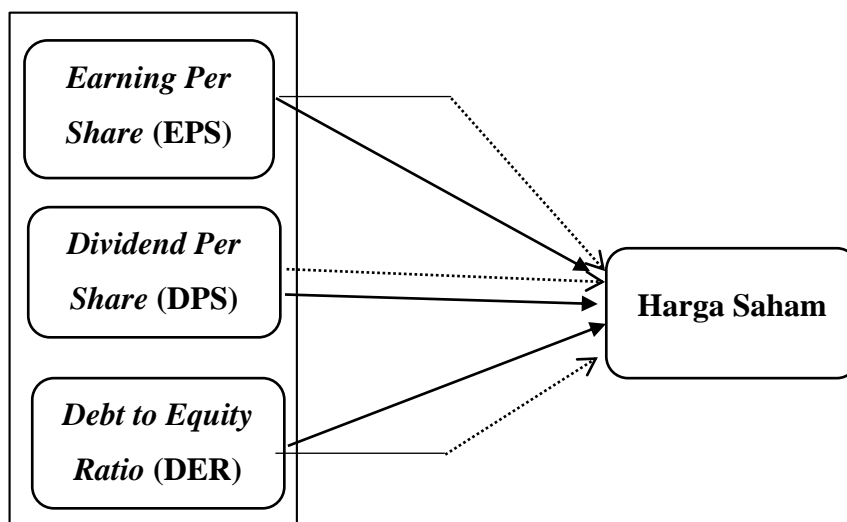 Earning Per
Share (EPS)
Dividend Per
Share (DPS)
Harga Saham
Debt to Equity
Ratio (DER)